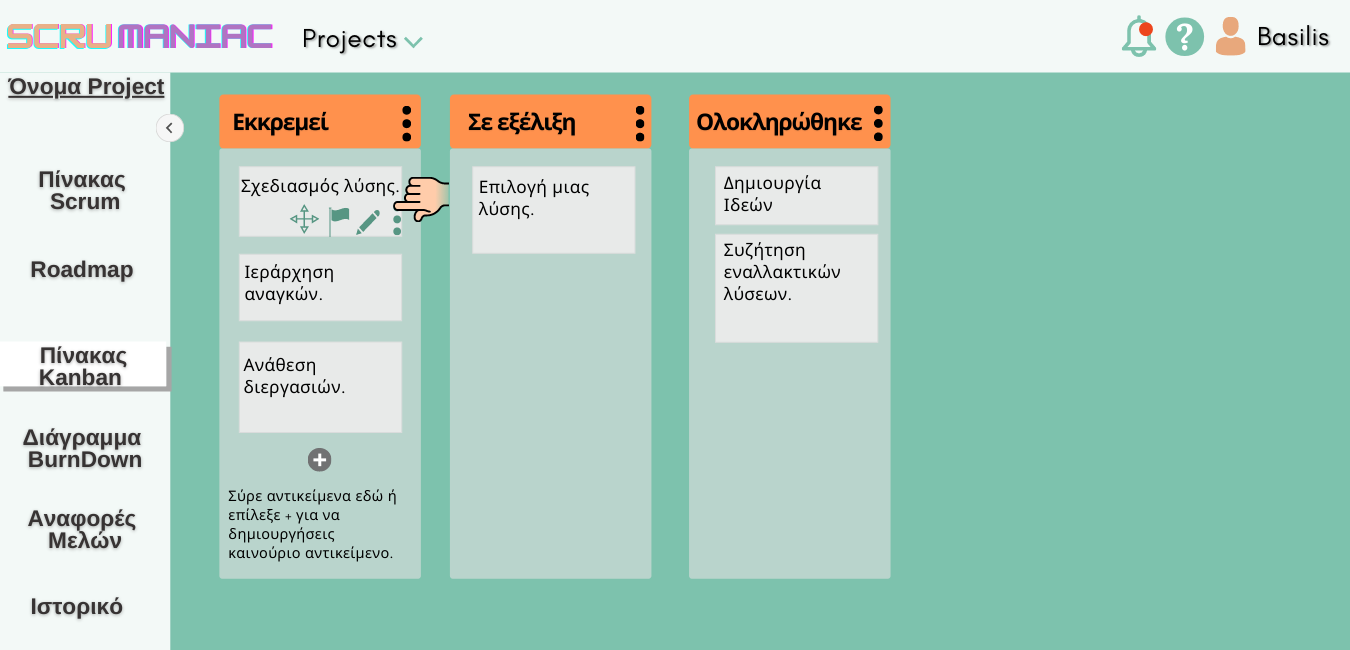 SCRUMANIAC
Projects
?
Basilis
Όνομα Project
Πίνακας
Scrum
Roadmap
Πίνακας
Kanban
Διάγραμμα
BurnDown
Αναφορές
Μελών
Ιστορικό
Εκκρεμεί
Σχεδιασμός λύσης.
Ιεράρχηση
αναγκών.
Ανάθεση
διεργασιών.
Σύρε αντικείμενα εδώ ή
επίλεξε + για να
δημιουργήσεις
καινούριο αντικείμενο.
Σε εξέλιξη
Επιλογή μιας
λύσης.
Ολοκληρώθηκε
Δημιουργία
Ιδεών
Συζήτηση
εναλλακτικών
λύσεων.